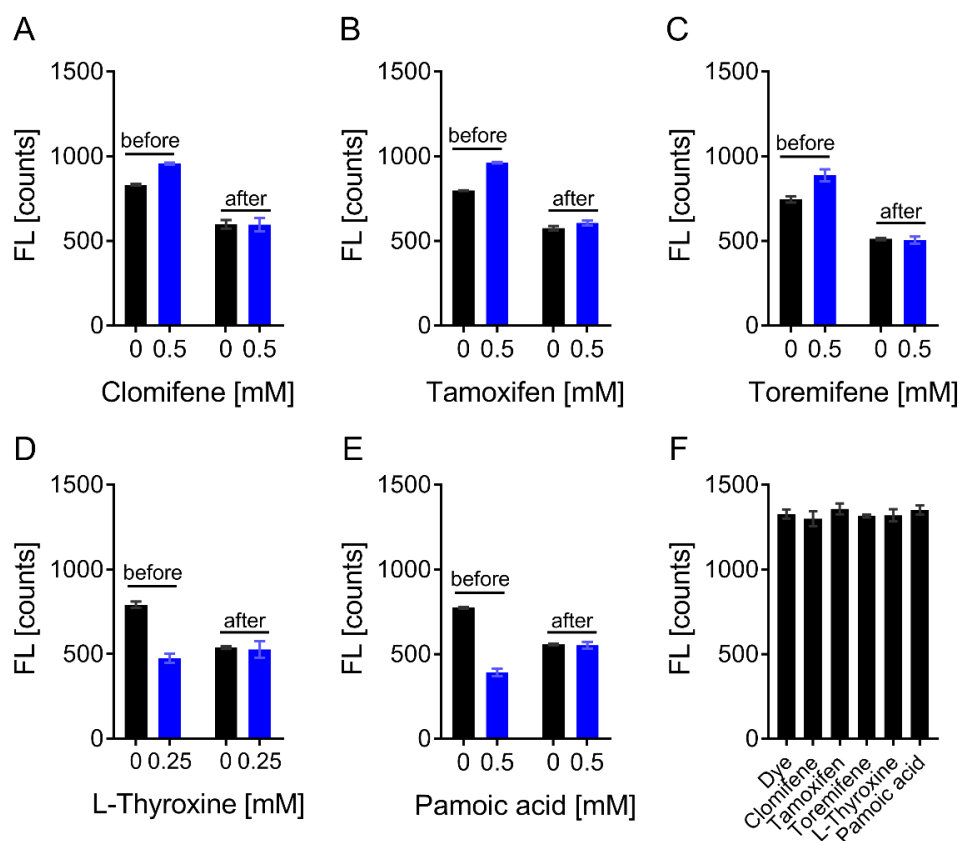 A
FL [counts]
1500
1000
500
0
before
after
0 0.5 0 0.5
Clomifene [mM]
B
FL [counts]
1500
1000
500
0
before
after
0 0.5 0 0.5
Tamoxifen [mM]
C
FL [counts]
1500
1000
500
0
before
after
0 0.5 0 0.5
Toremifene [mM]
D
FL [counts]
1500
1000
500
0
before
after
0 0.25 0 0.25
L-Thyroxine [mM]
E
FL [counts]
1500
1000
500
0
before
after
0 0.5 0 0.5
Pamoic acid [mM]
F
FL [counts]
1500
1000
500
0
Dye
Clomifene
Tamoxifen
Toremifene
L-Thyroxine
Pamoic acid